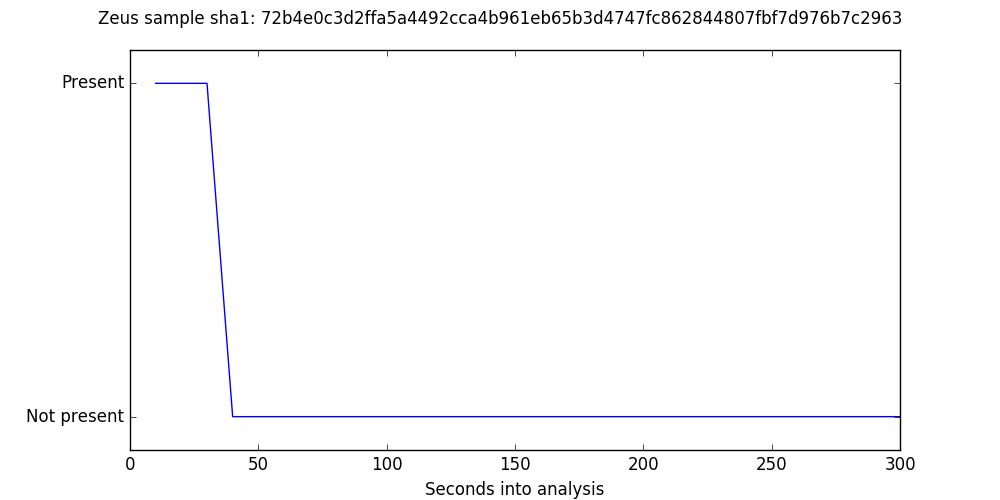 Zeus sample sha1: 72b4e0c3d2ffa5a4492cca4b961eb65b3d4747fc862844807fbf7d976b7c2963
Present
Not present
0 50 100 150 200 250 300
Seconds into analysis